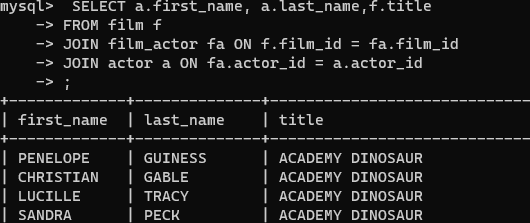 mysql>  SELECT a.first_name, a.last_name,f.title
    -> FROM film f
    -> JOIN film_actor fa ON f.film_id = fa.film_id
    -> JOIN actor a ON fa.actor_id = a.actor_id
    -> ;
+-------------+--------------+----------------------------
| first_name  | last_name    | title
+-------------+--------------+----------------------------
| PENELOPE    | GUINESS      | ACADEMY DINOSAUR
| CHRISTIAN   | GABLE        | ACADEMY DINOSAUR
| LUCILLE     | TRACY        | ACADEMY DINOSAUR
| SANDRA      | PECK         | ACADEMY DINOSAUR